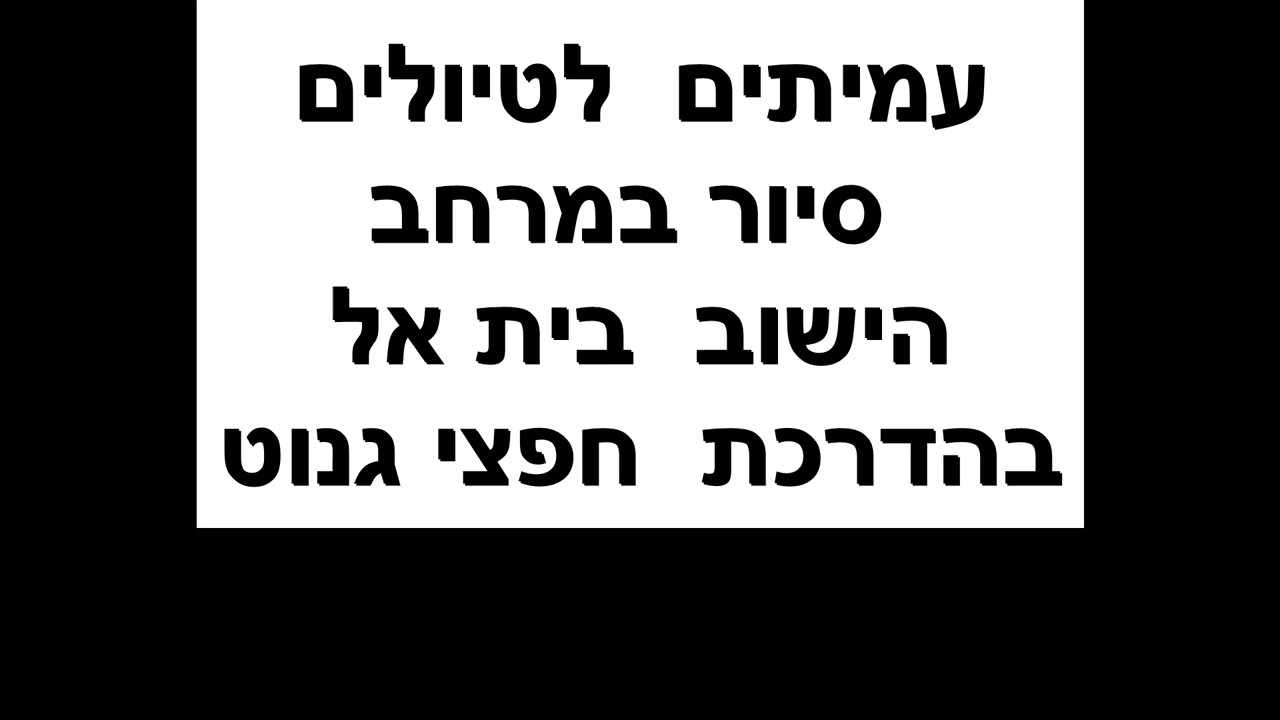 עמיתים לטיולים
סיור במרחב
הישוב בית אל
בהדרכת חפצי גנוט